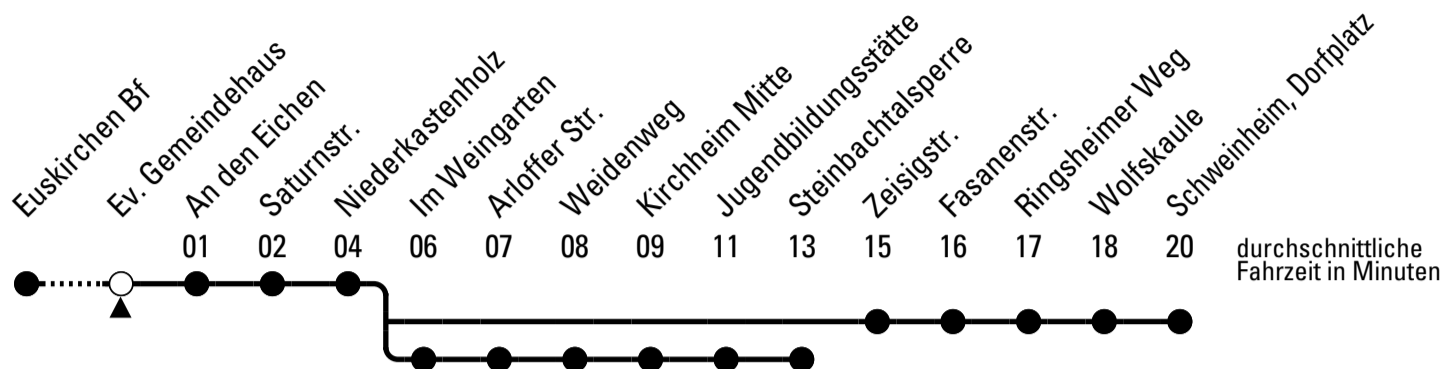 Euskirchen Bf
Ev. Gemeindehaus
An den Eichen
Saturnstr.
Niederkastenholz
Im Weingarten
Arloffer Str.
Weidenweg
Kirchheim Mitte
Jugendbildungsstätte
Steinbachtalsperre
Zeisigstr.
Fasanenstr.
Ringsheimer Weg
Wolfskaule
Schweinheim, Dorfplatz
01 02 04 06 07 08 09 11 13 15 16 17 18 20
durchschnittliche
Fahrzeit in Minuten